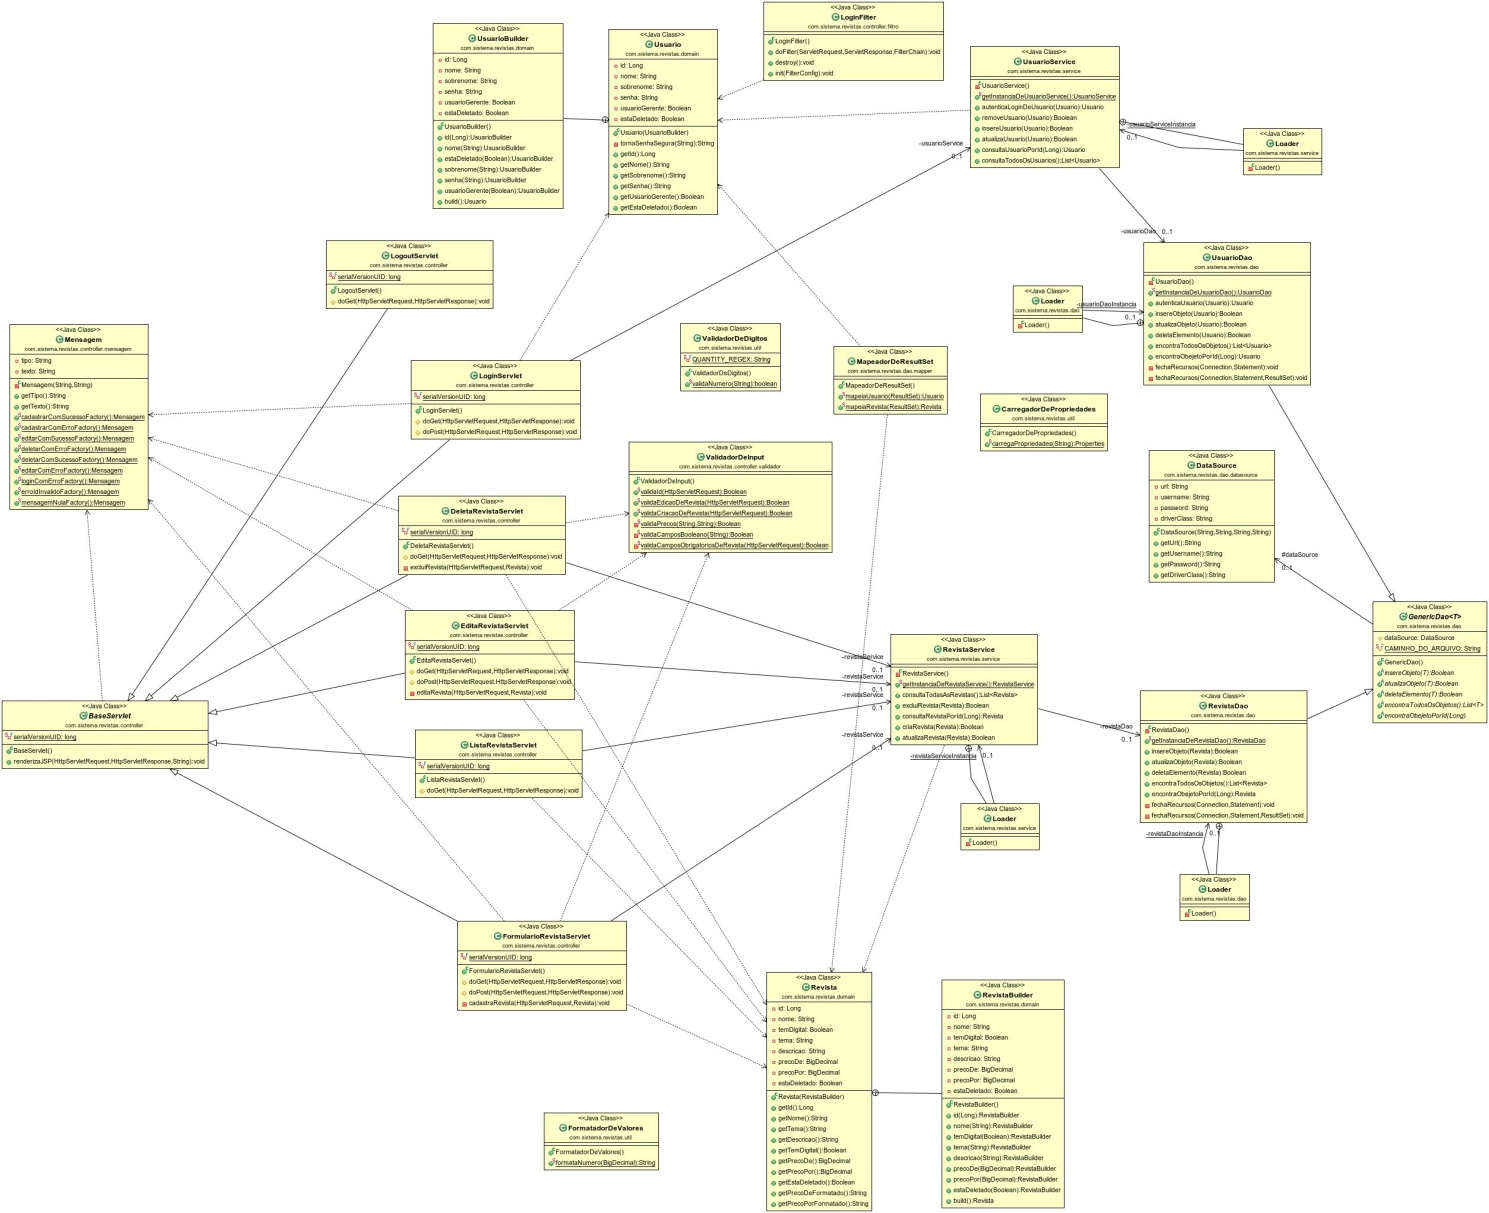 <<Java Class>>
UsuarioBuilder
com.sistema.revistas.domain
id: Long
nome: String
sobrenome: String
senha: String
usuarioGerente: Boolean
estaDeletado: Boolean
UsuarioBuilder()
id(Long):UsuarioBuilder
nome(String):UsuarioBuilder
estaDeletado(Boolean):UsuarioBuilder
sobrenome(String):UsuarioBuilder
senha(String):UsuarioBuilder
usuarioGerente(Boolean):UsuarioBuilder
build():Usuario
<<Java Class>>
Usuario
com.sistema.revistas.domain
id: Long
nome: String
sobrenome: String
senha: String
usuarioGerente: Boolean
estaDeletado: Boolean
Usuario(UsuarioBuilder)
tornaSenhaSegura(String):String
getId():Long
getNome():String
getSobrenome():String
getSenha():String
getUsuarioGerente():Boolean
getEstaDeletado():Boolean
<<Java Class>>
LoginFilter
com.sistema.revistas.controller.filtro
LoginFilter()
doFilter(ServletRequest,ServletResponse,FilterChain):void
destroy():void
init(FilterConfig):void
<<Java Class>>
UsuarioService
com.sistema.revistas.service
UsuarioService()
getInstanciaDeUsuarioService():UsuarioService
autenticaLoginDeUsuario(Usuario):Usuario
removeUsuario(Usuario):Boolean
insereUsuario(Usuario):Boolean
atualizaUsuario(Usuario):Boolean
consultaUsuarioPorId(Long):Usuario
consultaTodosOsUsuarios():List<Usuario>
-usuarioServiceInstancia
0..1
<<Java Class>>
Loader
com.sistema.revistas.service
Loader()
-usuarioService
0..1
-usuarioDao
0..1
<<Java Class>>
LogoutServlet
com.sistema.revistas.controller
serialVersionUID: long
LogoutServlet()
doGet(HttpServletRequest,HttpServletResponse):void
<<Java Class>>
Loader
com.sistema.revistas.dao
Loader()
-usuarioDaoInstancia
0..1
<<Java Class>>
UsuarioDao
com.sistema.revistas.dao
UsuarioDao()
getInstanciaDeUsuarioDao():UsuarioDao
autenticaUsuario(Usuario):Usuario
insereObjeto(Usuario):Boolean
atualizaObjeto(Usuario):Boolean
deletaElemento(Usuario):Boolean
encontraTodosOsObjetos():List<Usuario>
encontraObejetoPorId(Long):Usuario
fechaRecursos(Connection,Statement):void
fechaRecursos(Connection,Statement,ResultSet):void
<<Java Class>>
Mensagem
com.sistema.revistas.controller.mensagem
tipo: String
texto: String
Mensagem(String,String)
getTipo():String
getTexto():String
cadastrarComSucessoFactory():Mensagem
cadastrarComErroFactory():Mensagem
editarComSucessoFactory():Mensagem
deletarComErroFactory():Mensagem
deletarComSucessoFactory():Mensagem
editarComErroFactory():Mensagem
loginComErroFactory():Mensagem
erroIdInvalidoFactory():Mensagem
mensagemNulaFactory():Mensagem
<<Java Class>>
LoginServlet
com.sistema.revistas.controller
serialVersionUID: long
LoginServlet()
doGet(HttpServletRequest,HttpServletResponse):void
doPost(HttpServletRequest,HttpServletResponse):void
<<Java Class>>
ValidadorDeDigitos
com.sistema.revistas.util
QUANTITY_REGEX: String
ValidadorDeDigitos()
validaNumero(String):boolean
<<Java Class>>
MapeadorDeResultSet
com.sistema.revistas.dao.mapper
MapeadorDeResultSet()
mapeiaUsuario(ResultSet):Usuario
mapeiaRevista(ResultSet):Revista
<<Java Class>>
CarregadorDePropriedades
com.sistema.revistas.util
CarregadorDePropriedades()
carregaPropriedades(String):Properties
<<Java Class>>
ValidadorDeInput
com.sistema.revistas.controller.validador
ValidadorDeInput()
validaId(HttpServletRequest):Boolean
validaEdicaoDeRevista(HttpServletRequest):Boolean
validaCriacaoDeRevista(HttpServletRequest):Boolean
validaPrecos(String,String):Boolean
validaCamposBooleano(String):Boolean
validaCamposObrigatoriosDeRevista(HttpServletRequest):Boolean
<<Java Class>>
DataSource
com.sistema.revistas.dao.datasource
url: String
username: String
password: String
driverClass: String
DataSource(String,String,String,String)
getUrl():String
getUsername():String
getPassword():String
getDriverClass():String
#dataSource
0..1
<<Java Class>>
DeletaRevistaServlet
com.sistema.revistas.controller
serialVersionUID: long
DeletaRevistaServlet()
doGet(HttpServletRequest,HttpServletResponse):void
excluiRevista(HttpServletRequest,Revista):void
<<Java Class>>
GenericDao<T>
com.sistema.revistas.dao
dataSource: DataSource
CAMINHO_DO_ARQUIVO: String
GenericDao()
insereObjeto(T):Boolean
atualizaObjeto(T):Boolean
deletaElemento(T):Boolean
encontraTodosOsObjetos():List<T>
encontraObejetoPorId(Long)
<<Java Class>>
EditaRevistaServlet
com.sistema.revistas.controller
serialVersionUID: long
EditaRevistaServlet()
doGet(HttpServletRequest,HttpServletResponse):void
doPost(HttpServletRequest,HttpServletResponse):void
editaRevista(HttpServletRequest,Revista):void
-revistaService
0..1
-revistaService
0..1
-revistaService
0..1
-revistaService
0..1
<<Java Class>>
RevistaService
com.sistema.revistas.service
RevistaService()
getInstanciaDeRevistaService():RevistaService
consultaTodasAsRevistas():List<Revista>
excluiRevista(Revista):Boolean
consultaRevistaPorId(Long):Revista
criaRevista(Revista):Boolean
atualizaRevista(Revista):Boolean
-revistaDao
0..1
<<Java Class>>
RevistaDao
com.sistema.revistas.dao
RevistaDao()
getInstanciaDeRevistaDao():RevistaDao
insereObjeto(Revista):Boolean
atualizaObjeto(Revista):Boolean
deletaElemento(Revista):Boolean
encontraTodosOsObjetos():List<Revista>
encontraObejetoPorId(Long):Revista
fechaRecursos(Connection,Statement):void
fechaRecursos(Connection,Statement,ResultSet):void
<<Java Class>>
BaseServlet
com.sistema.revistas.controller
serialVersionUID: long
BaseServlet()
renderizaJSP(HttpServletRequest,HttpServletResponse,String):void
<<Java Class>>
ListaRevistaServlet
com.sistema.revistas.controller
serialVersionUID: long
ListaRevistaServlet()
doGet(HttpServletRequest,HttpServletResponse):void
-revistaServiceInstancia
0..1
<<Java Class>>
Loader
com.sistema.revistas.service
Loader()
-revistaDaoInstancia
0..1
<<Java Class>>
Loader
com.sistema.revistas.dao
Loader()
<<Java Class>>
FormularioRevistaServlet
com.sistema.revistas.controller
serialVersionUID: long
FormularioRevistaServlet()
doGet(HttpServletRequest,HttpServletResponse):void
doPost(HttpServletRequest,HttpServletResponse):void
cadastraRevista(HttpServletRequest,Revista):void
<<Java Class>>
Revista
com.sistema.revistas.domain
id: Long
nome: String
temDigital: Boolean
tema: String
descricao: String
precoDe: BigDecimal
precoPor: BigDecimal
estaDeletado: Boolean
Revista(RevistaBuilder)
getId():Long
getNome():String
getTema():String
getDescricao():String
getTemDigital():Boolean
getPrecoDe():BigDecimal
getPrecoPor():BigDecimal
getEstaDeletado():Boolean
getPrecoDeFormatado():String
getPrecoPorFormatado():String
<<Java Class>>
RevistaBuilder
com.sistema.revistas.domain
id: Long
nome: String
temDigital: Boolean
tema: String
descricao: String
precoDe: BigDecimal
precoPor: BigDecimal
estaDeletado: Boolean
RevistaBuilder()
id(Long):RevistaBuilder
nome(String):RevistaBuilder
temDigital(Boolean):RevistaBuilder
tema(String):RevistaBuilder
descricao(String):RevistaBuilder
precoDe(BigDecimal):RevistaBuilder
precoPor(BigDecimal):RevistaBuilder
estaDeletado(Boolean):RevistaBuilder
build():Revista
<<Java Class>>
FormatadorDeValores
com.sistema.revistas.util
FormatadorDeValores()
formataNumero(BigDecimal):String